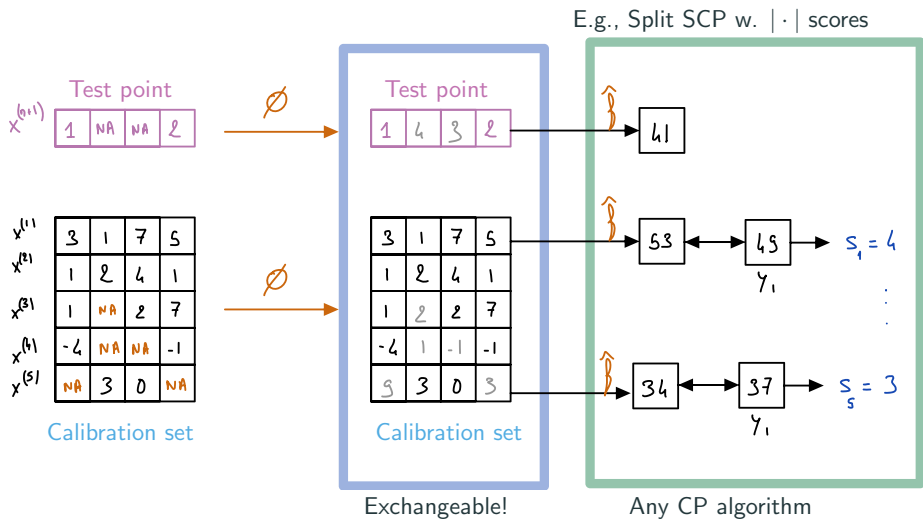 E.g., Split SCP w. | · | scores
Test point
x⁽ⁿ⁺¹⁾ 1 NA NA 2
∅
Test point
1 4 3 2
f̂
41
x⁽¹⁾ 3 1 7 5
x⁽²⁾ 1 2 4 1
x⁽³⁾ 1 NA 2 7
x⁽⁴⁾ -4 NA NA -1
x⁽⁵⁾ NA 3 0 NA
Calibration set
∅
3 1 7 5
1 2 4 1
1 2 2 7
-4 1 -1 -1
9 3 0 3
Calibration set
f̂
53 49 S₁ = 4
Y₁
⋮
f̂
34 37 S₅ = 3
Y₁
Exchangeable!
Any CP algorithm